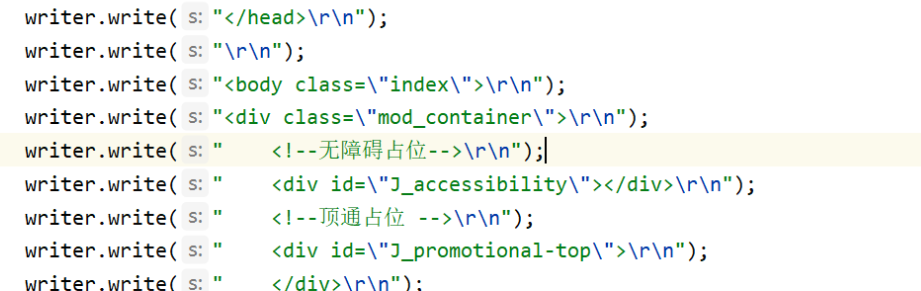 writer.write( s: "</head>\r\n");
writer.write( s: "\r\n");
writer.write( s: "<body class=\"index\">\r\n");
writer.write( s: "<div class=\"mod_container\">\r\n");
writer.write( s: "    <!--无障碍占位-->\r\n");
writer.write( s: "    <div id=\"J_accessibility\"></div>\r\n");
writer.write( s: "    <!--顶通占位 -->\r\n");
writer.write( s: "    <div id=\"J_promotional-top\">\r\n");
writer.write( s: "    </div>\r\n");